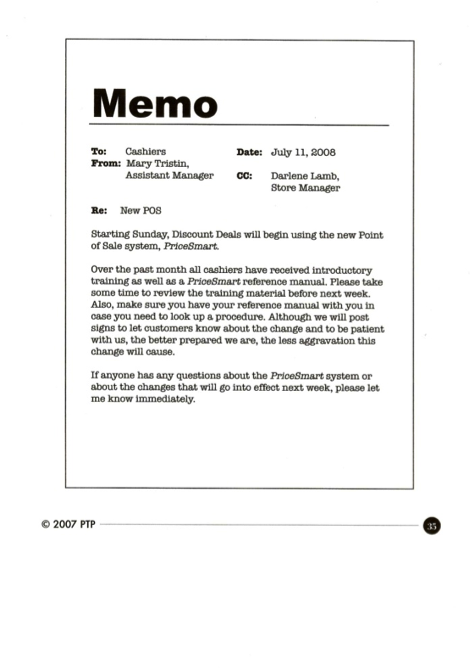 Memo
To: Cashiers
Date: July 11, 2008
From: Mary Tristin,
Assistant Manager
CC: Darlene Lamb,
Store Manager
Re: New POS
Starting Sunday, Discount Deals will begin using the new Point
of Sale system, PriceSmart.
Over the past month all cashiers have received introductory
training as well as a PriceSmart reference manual. Please take
some time to review the training material before next week.
Also, make sure you have your reference manual with you in
case you need to look up a procedure. Although we will post
signs to let customers know about the change and to be patient
with us, the better prepared we are, the less aggravation this
change will cause.
If anyone has any questions about the PriceSmart system or
about the changes that will go into effect next week, please let
me know immediately.
© 2007 PTP
35